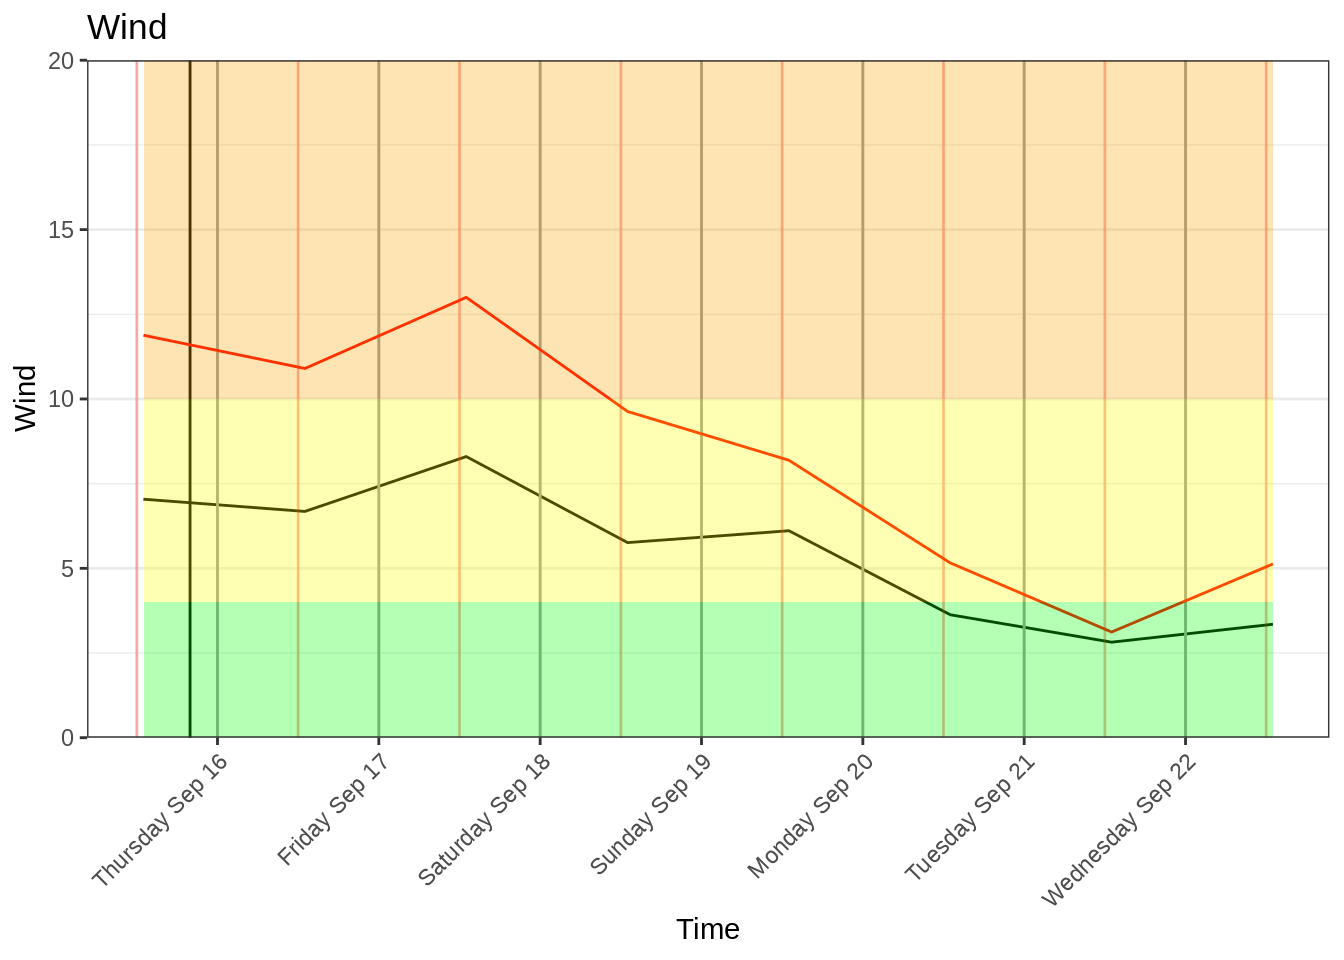 Wind
20
15
10
5
0
Wind
Thursday Sep 16
Friday Sep 17
Saturday Sep 18
Sunday Sep 19
Monday Sep 20
Tuesday Sep 21
Wednesday Sep 22
Time